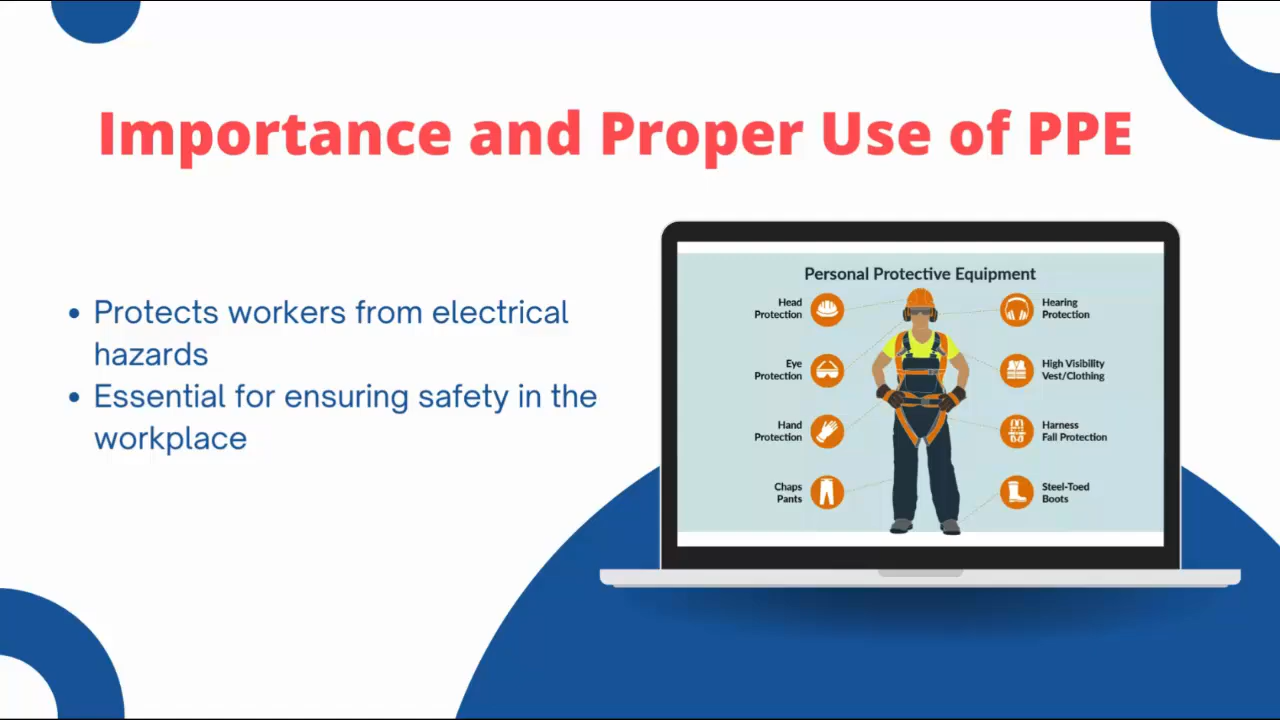 Importance and Proper Use of PPE
• Protects workers from electrical
hazards
• Essential for ensuring safety in the
workplace
Personal Protective Equipment
Head
Protection
Eye
Protection
Hand
Protection
Chaps
Pants
Hearing
Protection
High Visibility
Vest/Clothing
Harness
Fall Protection
Steel-Toed
Boots